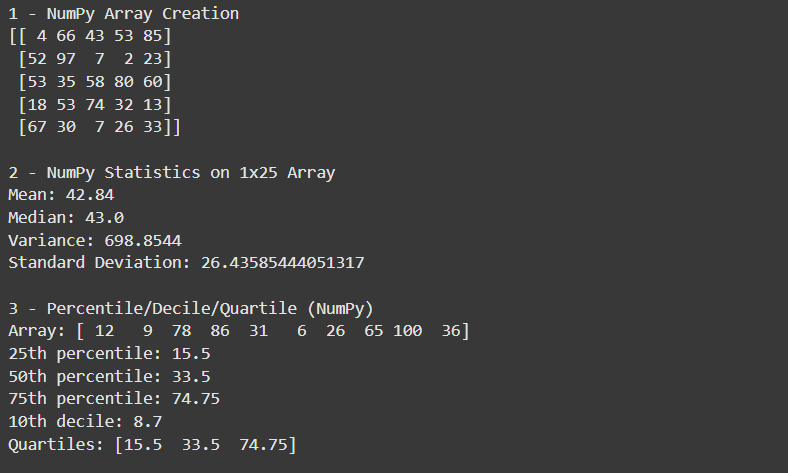 1 - NumPy Array Creation
[[ 4 66 43 53 85]
 [52 97  7  2 23]
 [53 35 58 80 60]
 [18 53 74 32 13]
 [67 30  7 26 33]]

2 - NumPy Statistics on 1x25 Array
Mean: 42.84
Median: 43.0
Variance: 698.8544
Standard Deviation: 26.43585444051317

3 - Percentile/Decile/Quartile (NumPy)
Array: [ 12   9  78  86  31   6  26  65 100  36]
25th percentile: 15.5
50th percentile: 33.5
75th percentile: 74.75
10th decile: 8.7
Quartiles: [15.5  33.5  74.75]